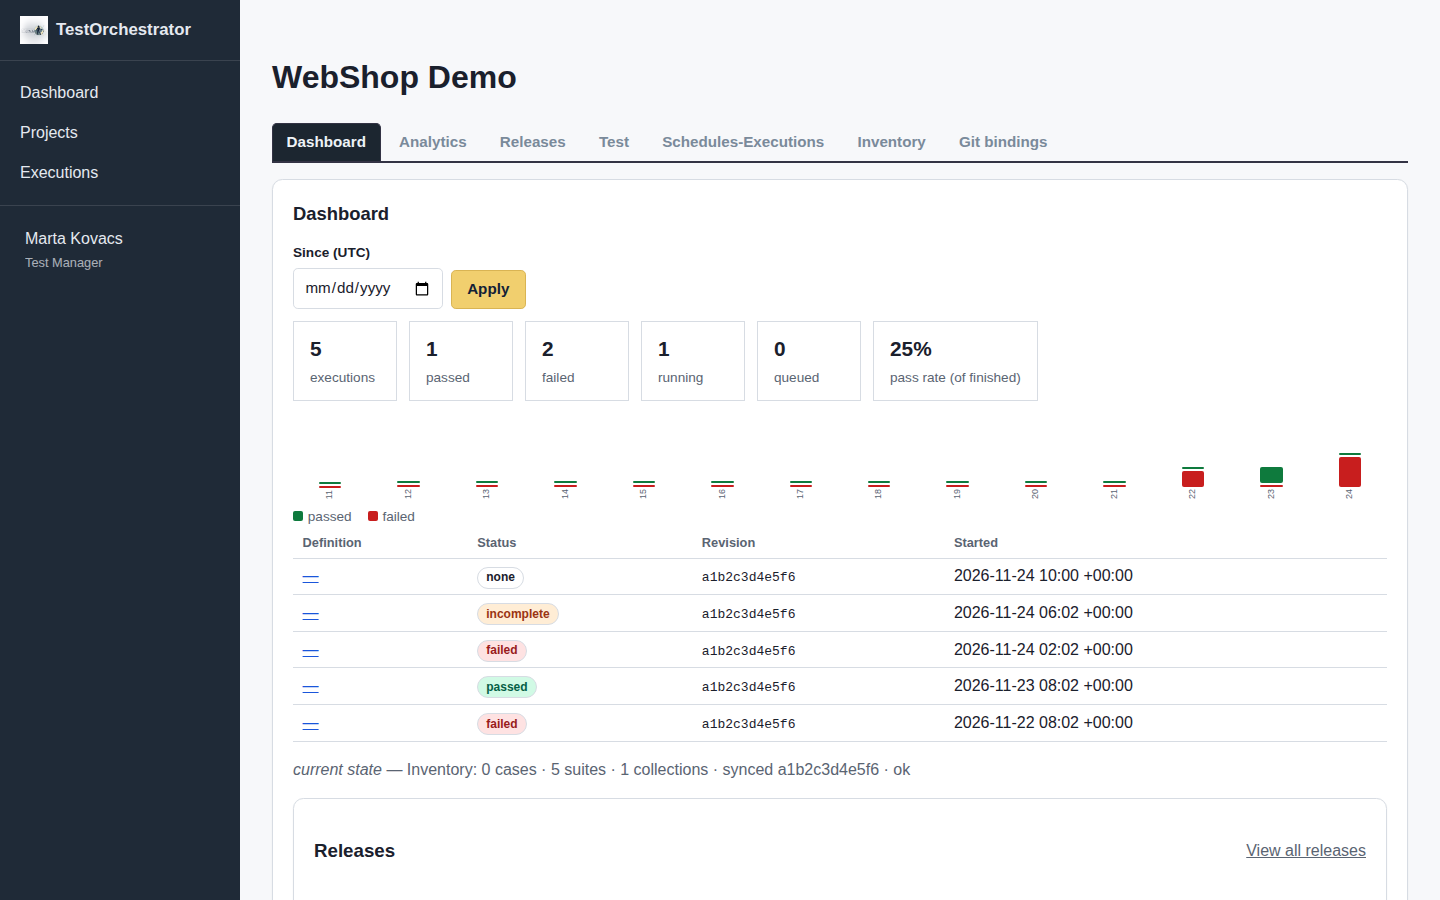 TestOrchestrator
Dashboard
Projects
Executions
Marta Kovacs
Test Manager
WebShop Demo
Dashboard Analytics Releases Test Schedules-Executions Inventory Git bindings
Dashboard
Since (UTC)
mm/dd/yyyy Apply
5 1 2 1 0 25%
executions passed failed running queued pass rate (of finished)
11 12 13 14 15 16 17 18 19 20 21 22 23 24
passed failed
Definition Status Revision Started
— none a1b2c3d4e5f6 2026-11-24 10:00 +00:00
— incomplete a1b2c3d4e5f6 2026-11-24 06:02 +00:00
— failed a1b2c3d4e5f6 2026-11-24 02:02 +00:00
— passed a1b2c3d4e5f6 2026-11-23 08:02 +00:00
— failed a1b2c3d4e5f6 2026-11-22 08:02 +00:00
current state — Inventory: 0 cases · 5 suites · 1 collections · synced a1b2c3d4e5f6 · ok
Releases View all releases